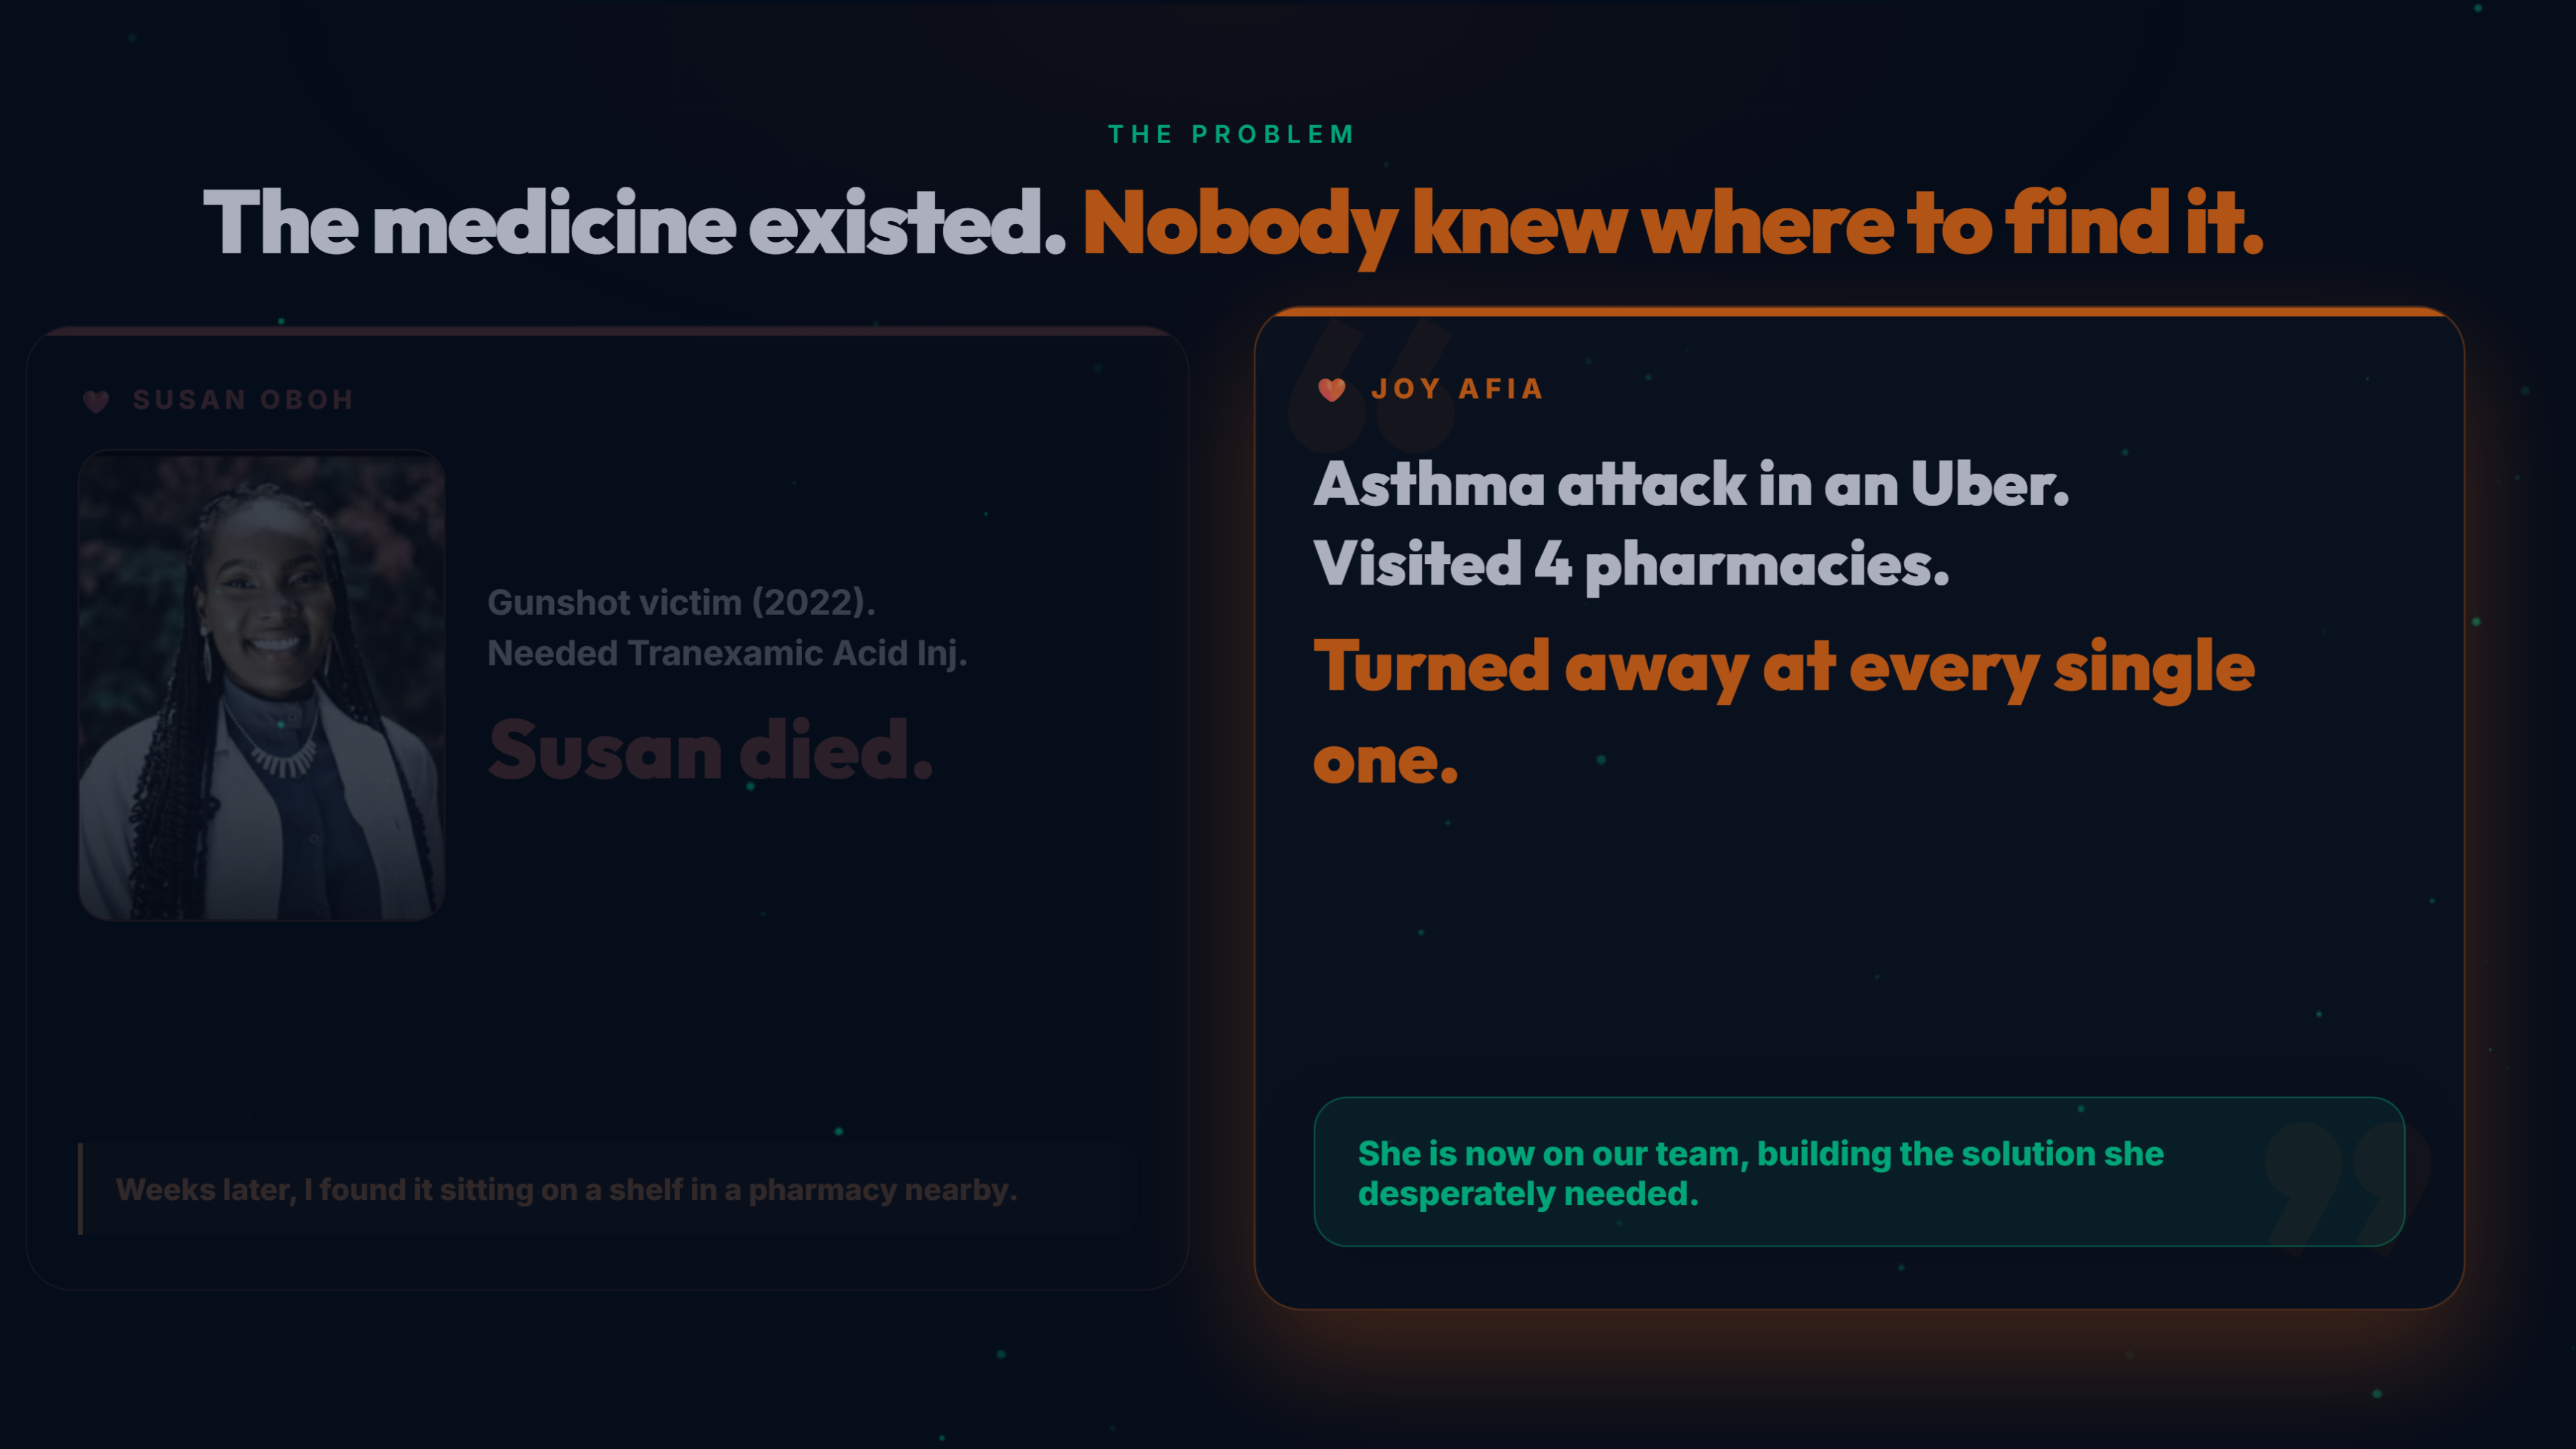 THE PROBLEM
The medicine existed. Nobody knew where to find it.
SUSAN OBOH
Gunshot victim (2022).
Needed Tranexamic Acid Inj.
Susan died.
Weeks later, I found it sitting on a shelf in a pharmacy nearby.
JOY AFIA
Asthma attack in an Uber.
Visited 4 pharmacies.
Turned away at every single
one.
She is now on our team, building the solution she
desperately needed.